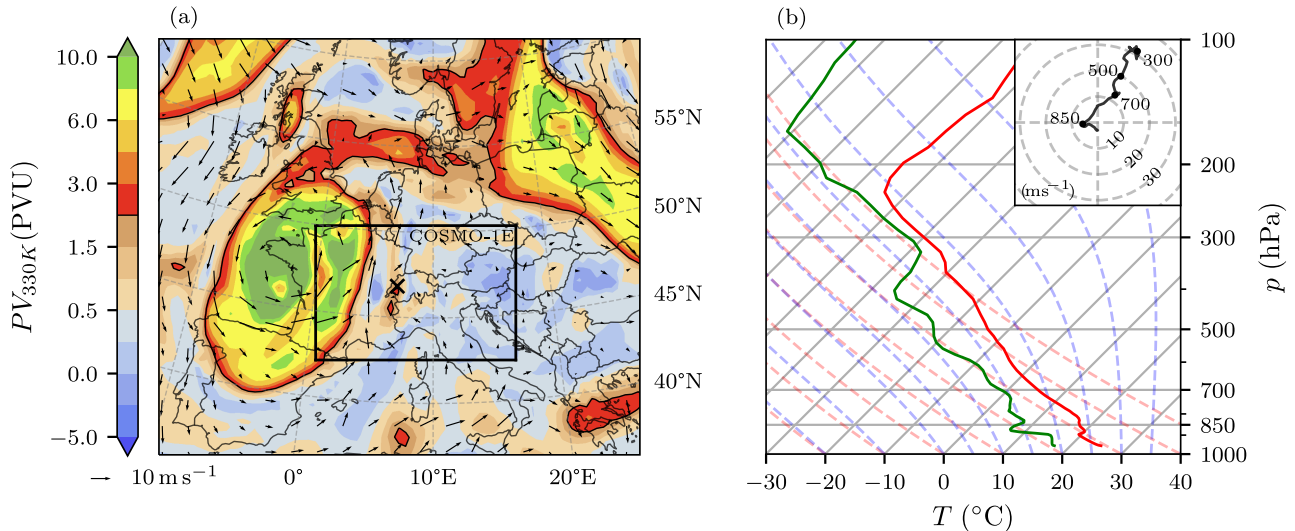 (a)
10.0
6.0
3.0
1.5
0.5
0.0
−5.0
PV330K (PVU)
COSMO-1E
55°N
50°N
45°N
40°N
→ 10 m s−1
0°
10°E
20°E
(b)
100
200
300
500
700
850
1000
p (hPa)
−30
−20
−10
0
10
20
30
40
T (°C)
300
500
700
850
10
20
30
(ms−1)